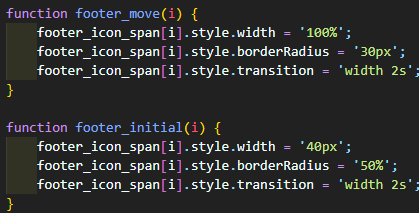 function footer_move(i) {
    footer_icon_span[i].style.width = '100%';
    footer_icon_span[i].style.borderRadius = '30px';
    footer_icon_span[i].style.transition = 'width 2s';
}

function footer_initial(i) {
    footer_icon_span[i].style.width = '40px';
    footer_icon_span[i].style.borderRadius = '50%';
    footer_icon_span[i].style.transition = 'width 2s';
}